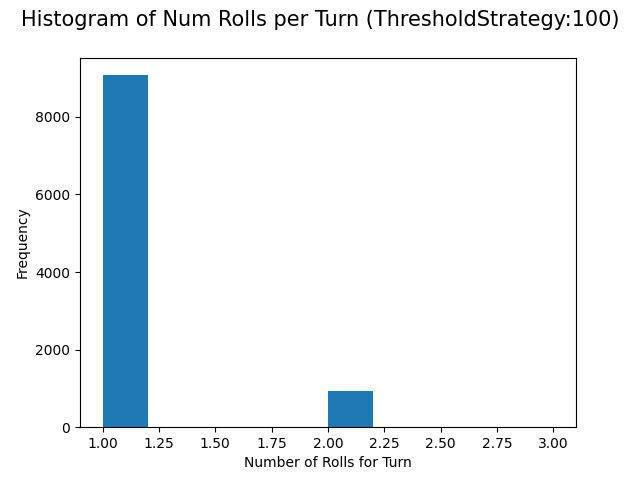 Histogram of Num Rolls per Turn (ThresholdStrategy:100)
8000
6000
4000
2000
0
Frequency
1.00 1.25 1.50 1.75 2.00 2.25 2.50 2.75 3.00
Number of Rolls for Turn